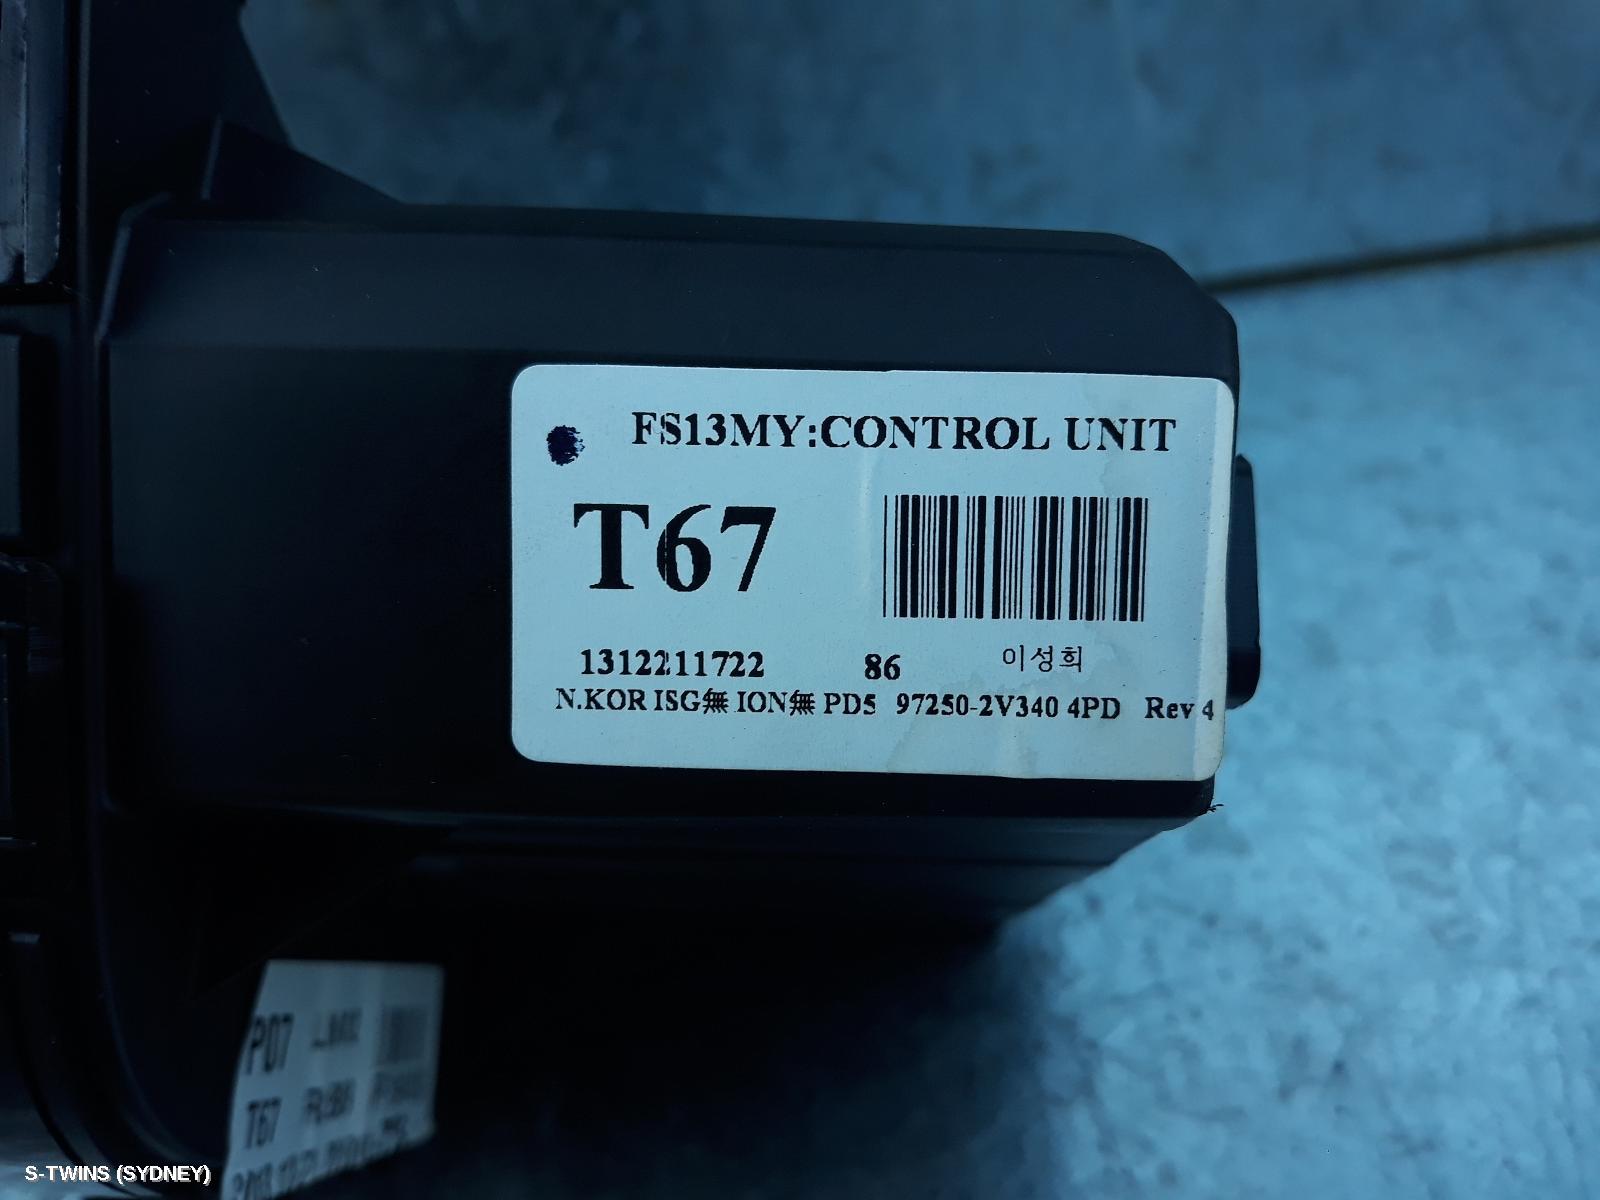 FS13MY:CONTROL UNIT
T67
1312211722 86 이성희
N.KOR ISG無 ION無 PD5 97250-2V340 4PD Rev 4
P07
T67
S-TWINS (SYDNEY)